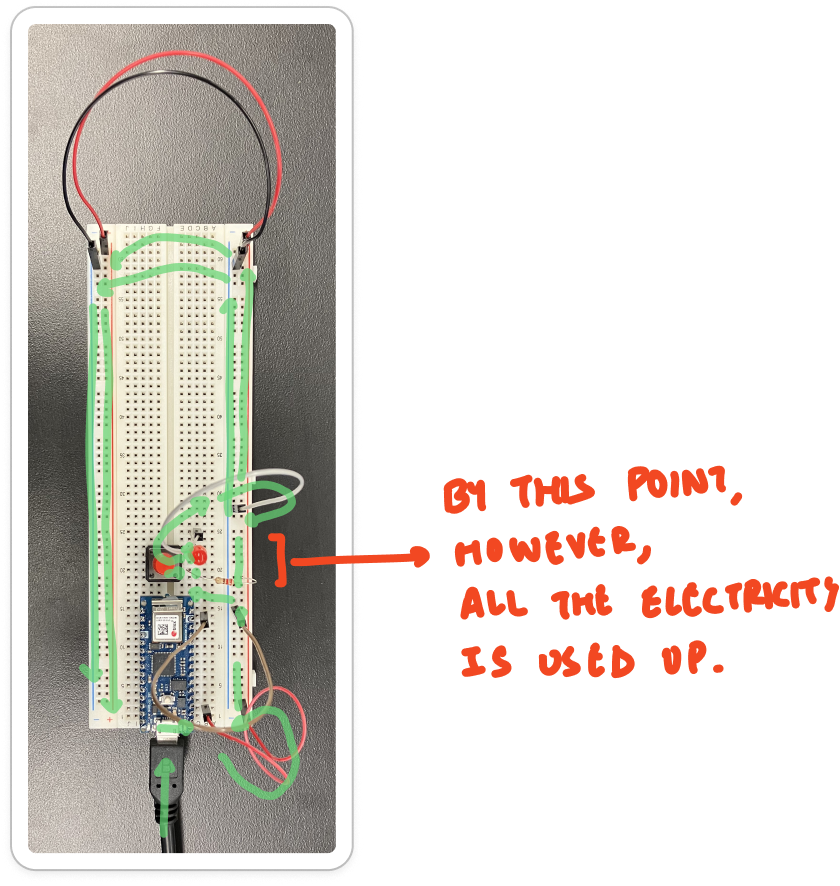 BY THIS POINT,
HOWEVER,
ALL THE ELECTRICITY
IS USED UP.